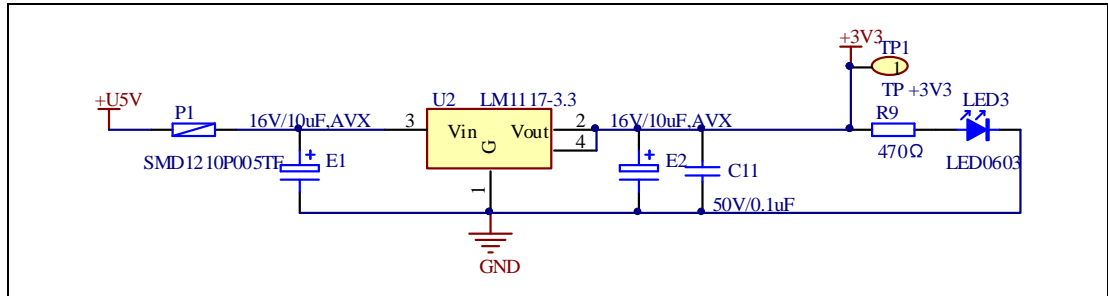 +3V3
TP1
1
TP +3V3
+U5V
P1
U2
LM1117-3.3
R9
LED3
16V/10uF,AVX
3
Vin
Vout
G
2
4
16V/10uF,AVX
470Ω
LED0603
SMD1210P005TF
E1
E2
C11
1
50V/0.1uF
GND